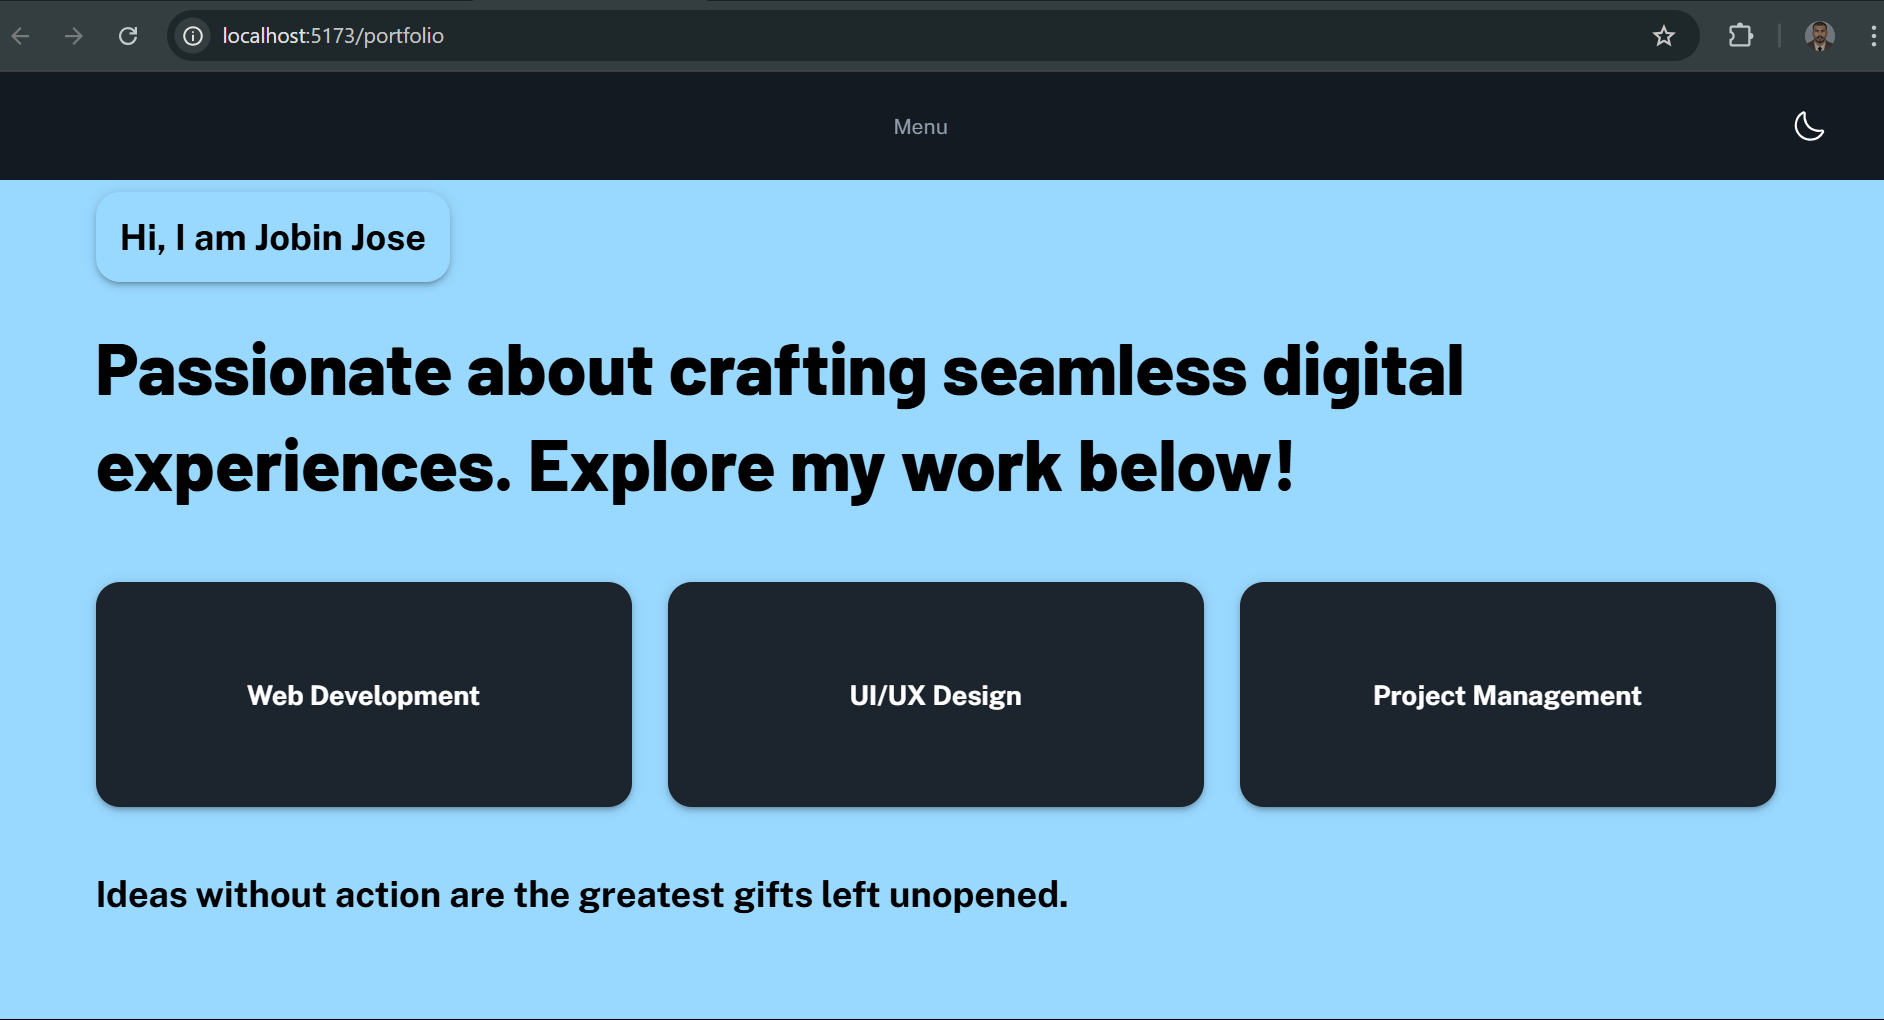 localhost:5173/portfolio
Menu
Hi, I am Jobin Jose
Passionate about crafting seamless digital
experiences. Explore my work below!
Web Development
UI/UX Design
Project Management
Ideas without action are the greatest gifts left unopened.